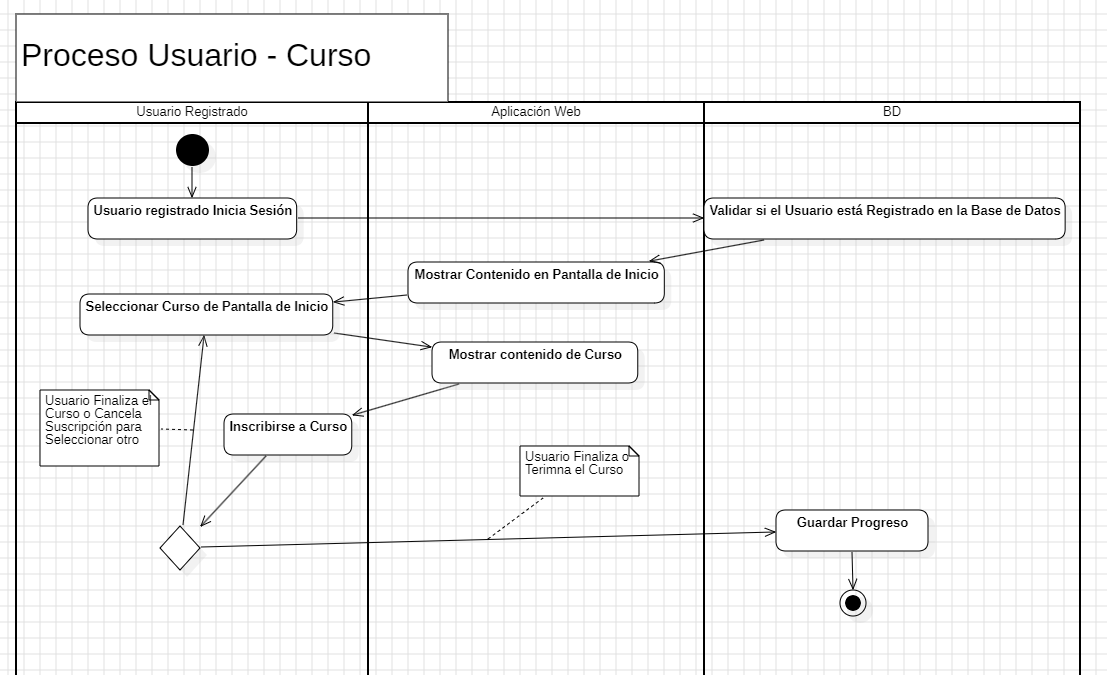 Proceso Usuario - Curso
Usuario Registrado
Aplicación Web
BD
Usuario registrado Inicia Sesión
Validar si el Usuario está Registrado en la Base de Datos
Mostrar Contenido en Pantalla de Inicio
Seleccionar Curso de Pantalla de Inicio
Mostrar contenido de Curso
Usuario Finaliza el
Curso o Cancela
Suscripción para
Seleccionar otro
Inscribirse a Curso
Usuario Finaliza o
Terimna el Curso
Guardar Progreso